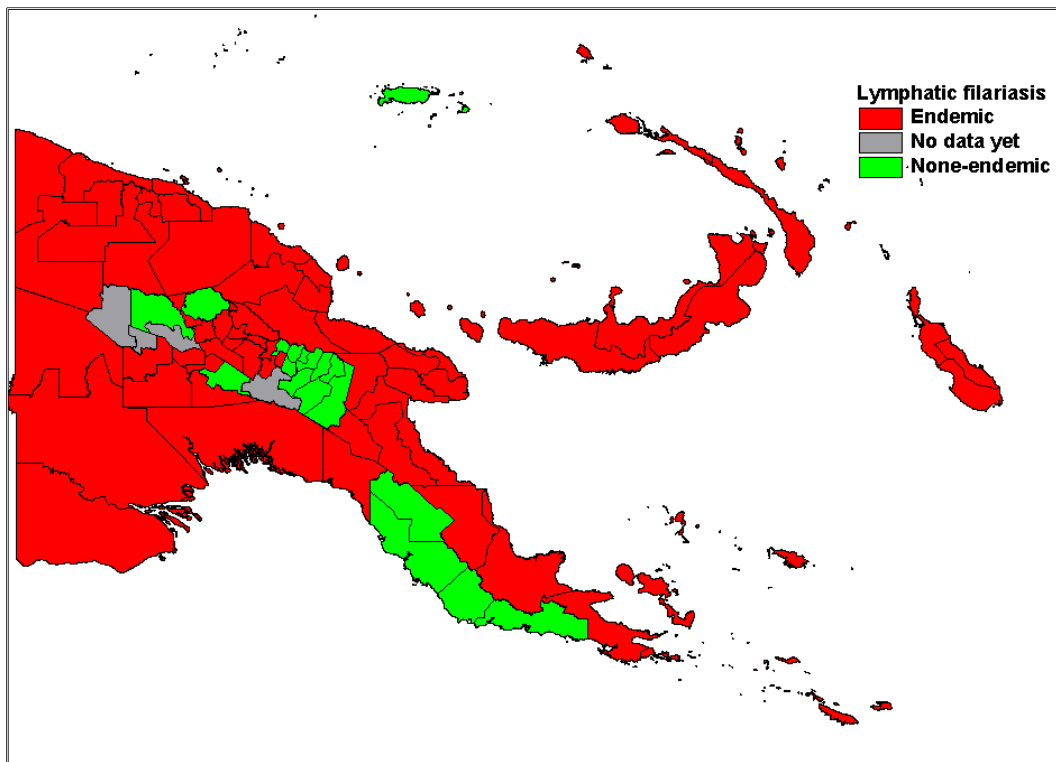 Lymphatic filariasis
Endemic
No data yet
None-endemic